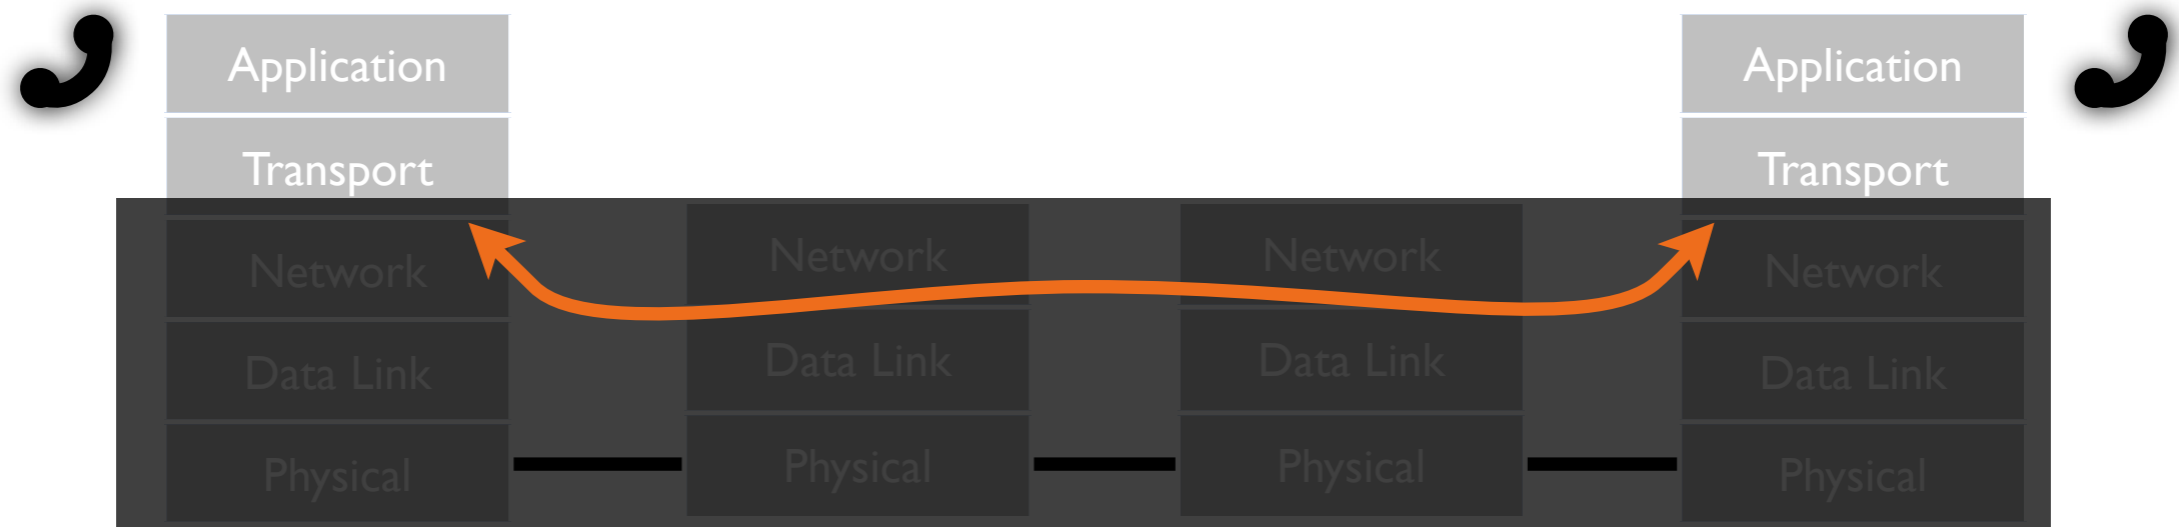 Application
Application
Transport
Transport
Network
Network
Network
Network
Data Link
Data Link
Data Link
Data Link
Physical
Physical
Physical
Physical